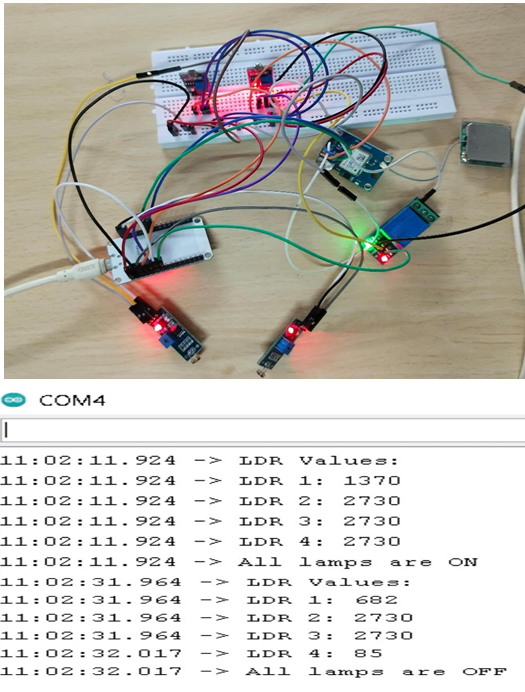 COM4
11:02:11.924 -> LDR Values:
11:02:11.924 -> LDR 1: 1370
11:02:11.924 -> LDR 2: 2730
11:02:11.924 -> LDR 3: 2730
11:02:11.924 -> LDR 4: 2730
11:02:11.924 -> All lamps are ON
11:02:31.964 -> LDR Values:
11:02:31.964 -> LDR 1: 682
11:02:31.964 -> LDR 2: 2730
11:02:31.964 -> LDR 3: 2730
11:02:32.017 -> LDR 4: 85
11:02:32.017 -> All lamps are OFF